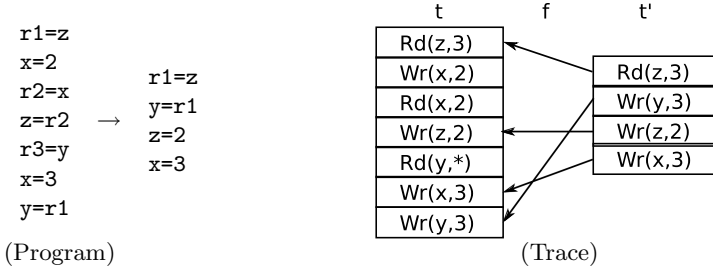 r1=z
x=2
r2=x
z=r2
r3=y
x=3
y=r1
→
r1=z
y=r1
z=2
x=3
(Program)
t f t'
Rd(z,3)
Wr(x,2)
Rd(x,2)
Wr(z,2)
Rd(y,*)
Wr(x,3)
Wr(y,3)
Rd(z,3)
Wr(y,3)
Wr(z,2)
Wr(x,3)
(Trace)